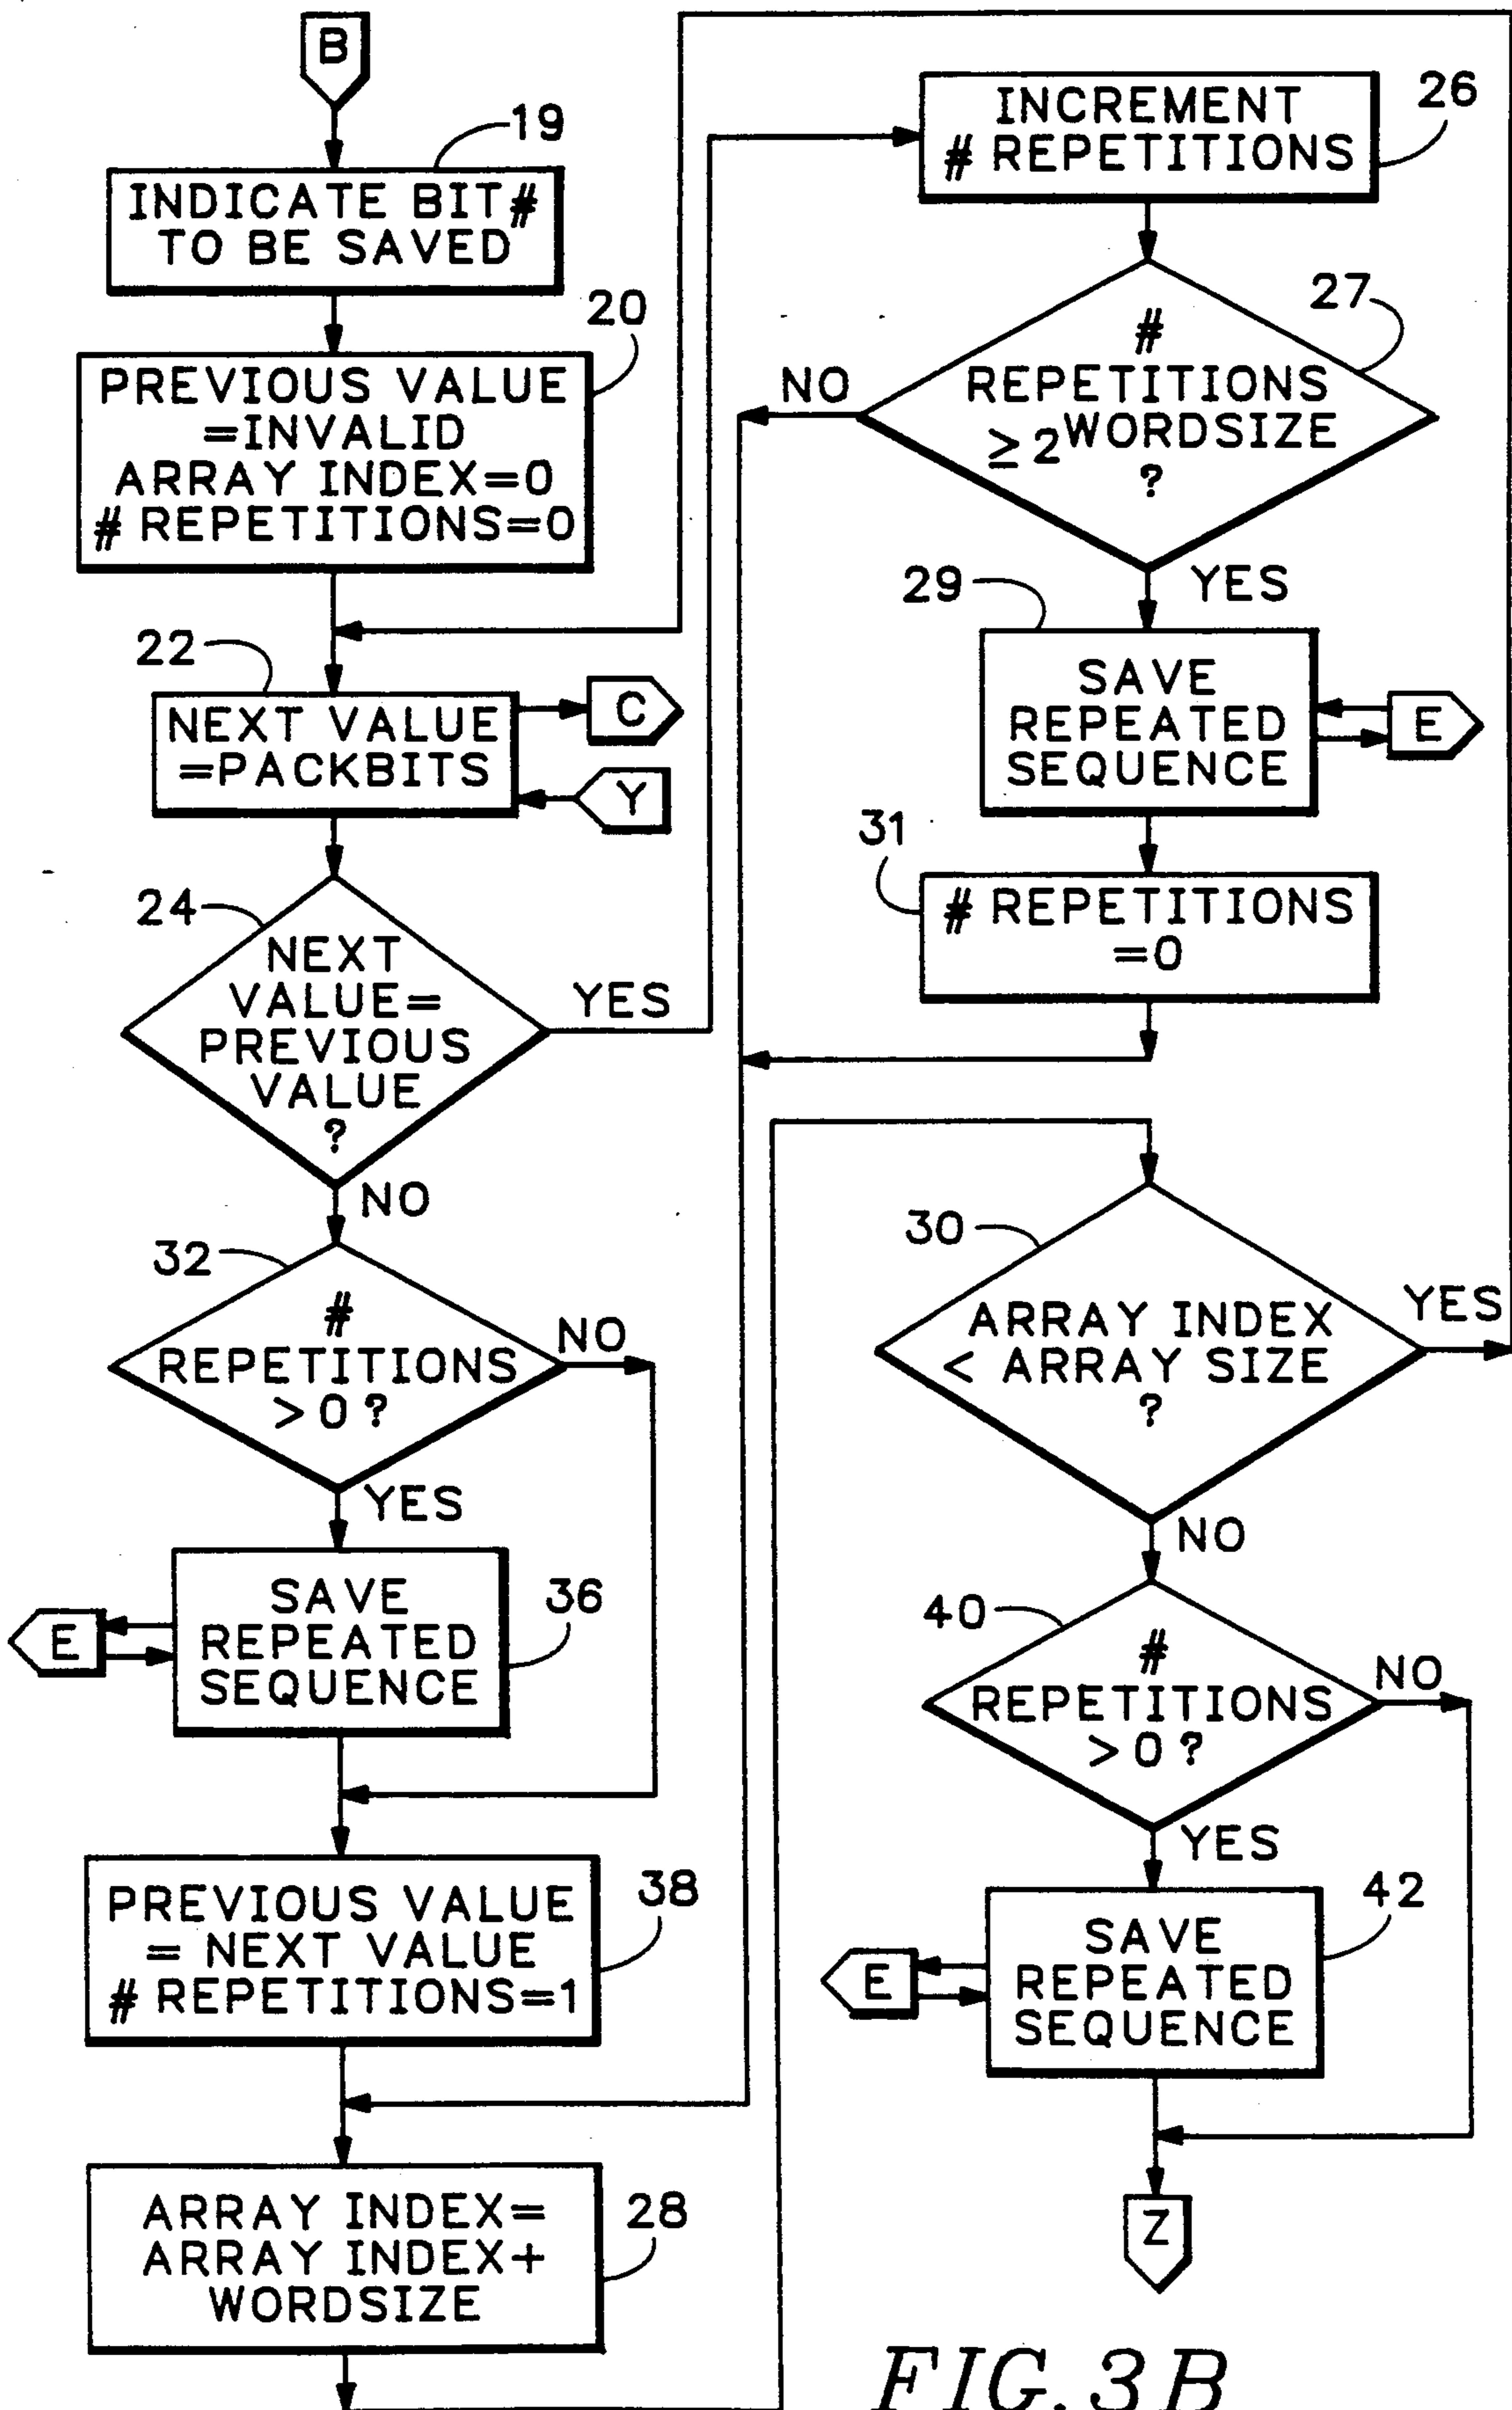 B
19
INDICATE BIT#
TO BE SAVED
20
PREVIOUS VALUE
=INVALID
ARRAY INDEX=0
# REPETITIONS=0
22
NEXT VALUE
=PACKBITS
C
Y
24
NEXT
VALUE=
PREVIOUS
VALUE
?
YES
NO
32
#
REPETITIONS
>0?
NO
YES
SAVE
REPEATED
SEQUENCE
36
E
PREVIOUS VALUE
= NEXT VALUE
# REPETITIONS=1
38
ARRAY INDEX=
ARRAY INDEX+
WORDSIZE
28
INCREMENT
# REPETITIONS
26
27
#
REPETITIONS
≥2WORDSIZE
?
NO
YES
29
SAVE
REPEATED
SEQUENCE
E
31
# REPETITIONS
=0
30
ARRAY INDEX
< ARRAY SIZE
?
YES
NO
40
#
REPETITIONS
>0?
NO
YES
42
SAVE
REPEATED
SEQUENCE
E
Z
FIG. 3B